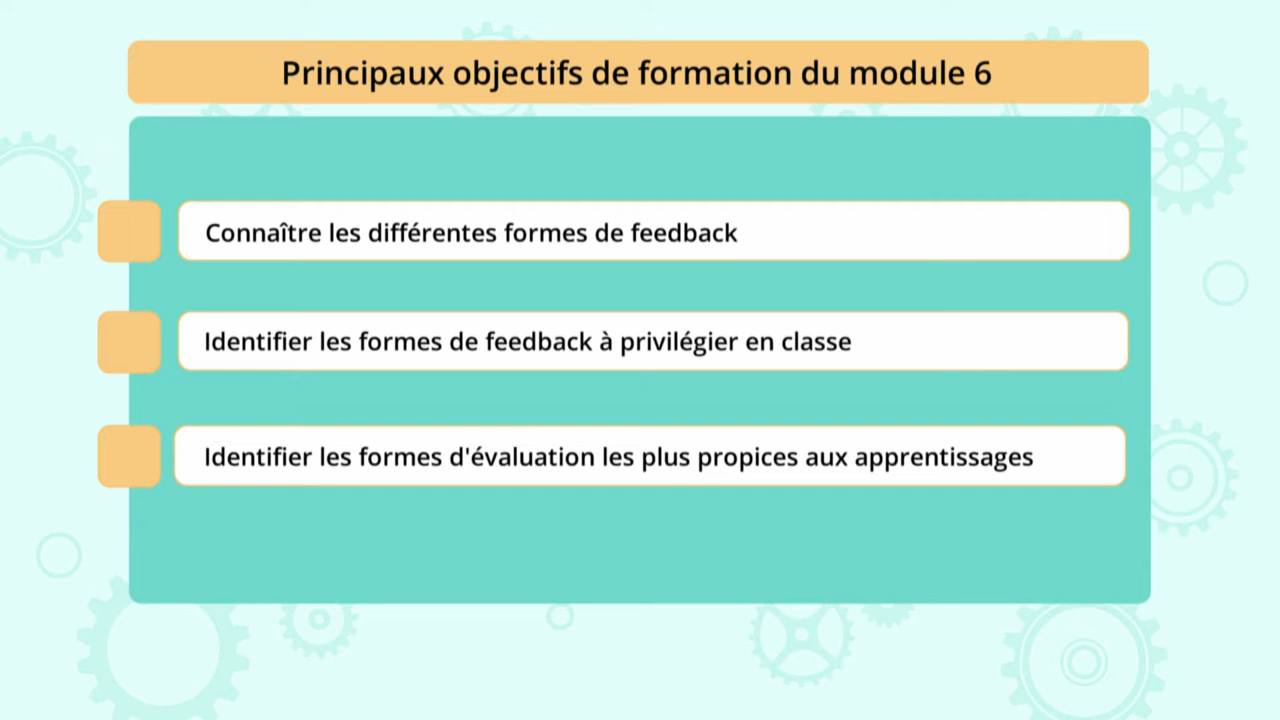 Principaux objectifs de formation du module 6
Connaître les différentes formes de feedback
Identifier les formes de feedback à privilégier en classe
Identifier les formes d'évaluation les plus propices aux apprentissages